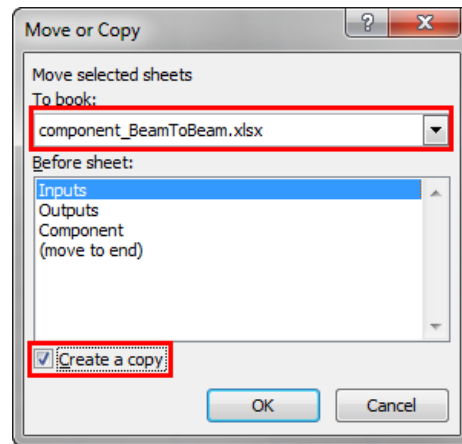 Move or Copy
Move selected sheets
To book:
component_BeamToBeam.xlsx
Before sheet:
Inputs
Outputs
Component
(move to end)
Create a copy
OK Cancel